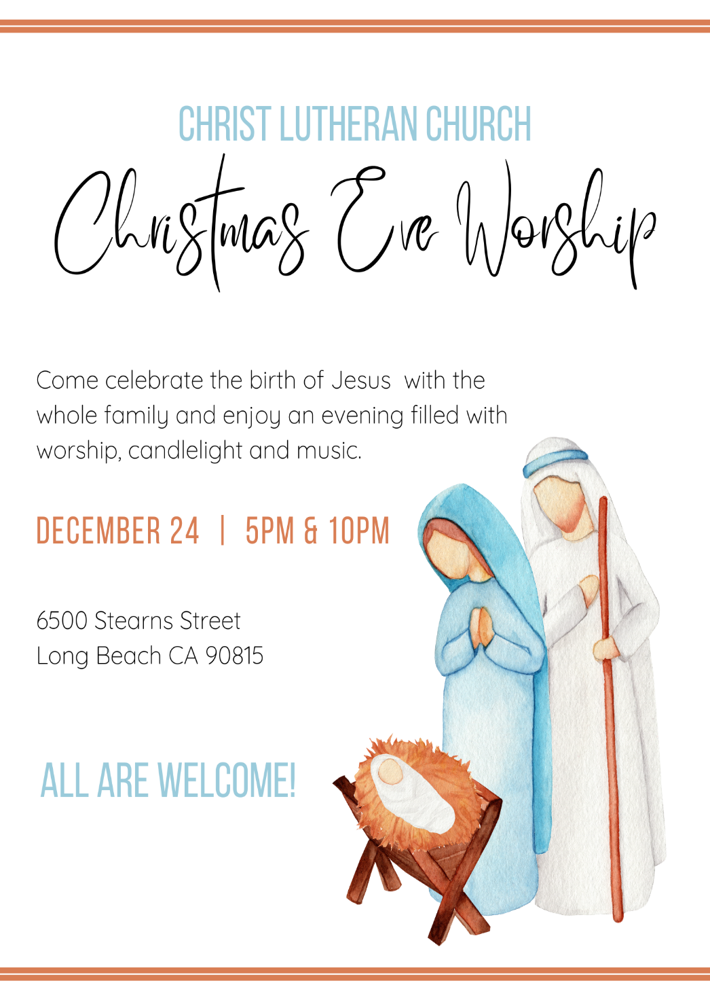 CHRIST LUTHERAN CHURCH
Christmas Eve Worship
Come celebrate the birth of Jesus  with the
whole family and enjoy an evening filled with
worship, candlelight and music.
DECEMBER 24 | 5PM & 10PM
6500 Stearns Street
Long Beach CA 90815
ALL ARE WELCOME!